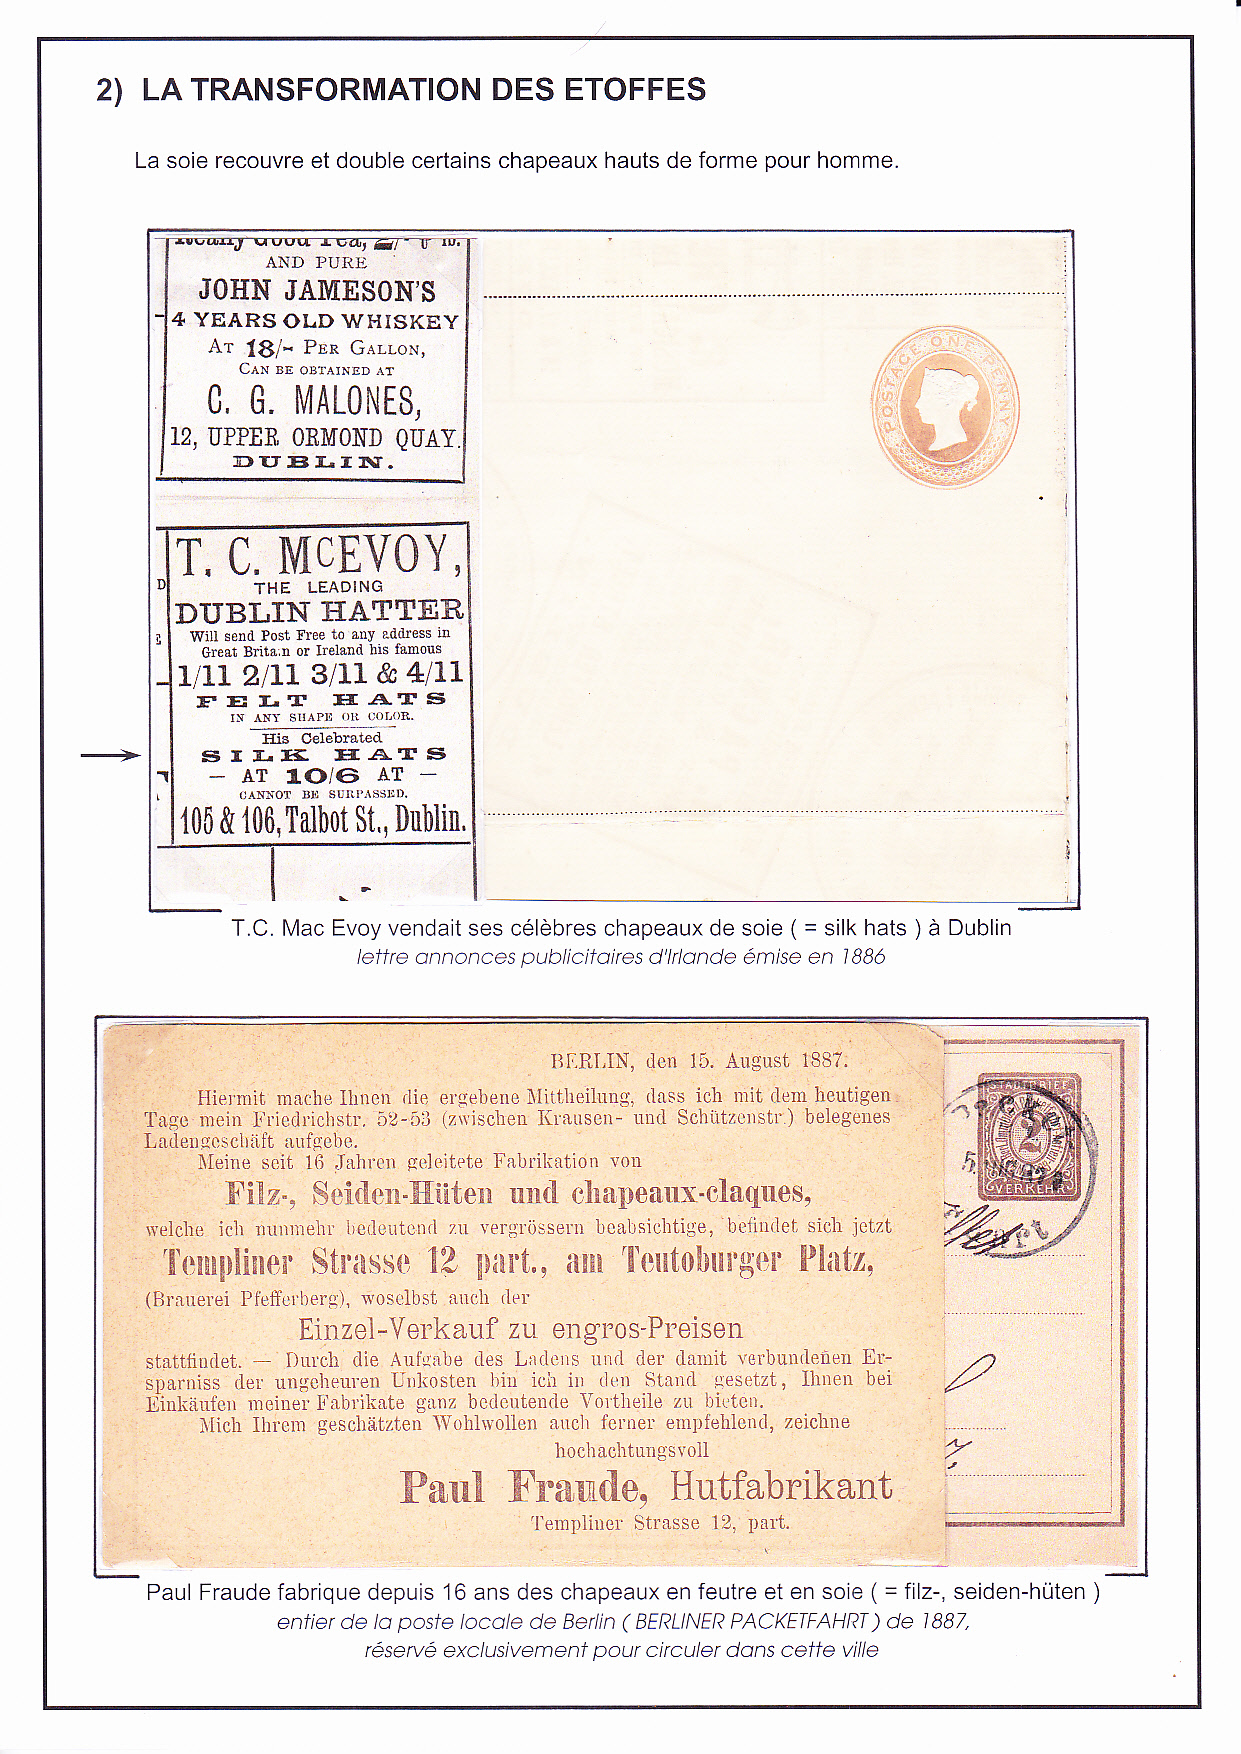 2) LA TRANSFORMATION DES ETOFFES
La soie recouvre et double certains chapeaux hauts de forme pour homme.
AND PURE
JOHN JAMESON'S
4 YEARS OLD WHISKEY
AT 18/- PER GALLON,
CAN BE OBTAINED AT
C. G. MALONES,
12, UPPER ORMOND QUAY.
DUBLIN.
POSTAGE ONE PENNY
T. C. McEVOY,
THE LEADING
DUBLIN HATTER
Will send Post Free to any address in
Great Britain or Ireland his famous
1/11 2/11 3/11 & 4/11
FELT HATS
IN ANY SHAPE OR COLOR.
His Celebrated
SILK HATS
— AT 10/6 AT —
CANNOT BE SURPASSED.
105 & 106, Talbot St., Dublin.
T.C. Mac Evoy vendait ses célèbres chapeaux de soie ( = silk hats ) à Dublin
lettre annonces publicitaires d'Irlande émise en 1886
BERLIN, den 15. August 1887.
Hiermit mache Ihnen die ergebene Mittheilung, dass ich mit dem heutigen
Tage mein Friedrichstr. 52-53 (zwischen Krausen- und Schützenstr.) belegenes
Ladengeschäft aufgebe.
Meine seit 16 Jahren geleitete Fabrikation von
Filz-, Seiden-Hüten und chapeaux-claques,
welche ich nunmehr bedeutend zu vergrössern beabsichtige, befindet sich jetzt
Templiner Strasse 12 part., am Teutoburger Platz,
(Brauerei Pfefferberg), woselbst auch der
Einzel-Verkauf zu engros-Preisen
stattfindet. — Durch die Aufgabe des Ladens und der damit verbundenen Er-
sparniss der ungeheuren Unkosten bin ich in den Stand gesetzt, Ihnen bei
Einkäufen meiner Fabrikate ganz bedeutende Vortheile zu bieten.
Mich Ihrem geschätzten Wohlwollen auch ferner empfehlend, zeichne
hochachtungsvoll
Paul Fraude, Hutfabrikant
Templiner Strasse 12, part.
STADTBRIEF
2
VERKEHR
Paul Fraude fabrique depuis 16 ans des chapeaux en feutre et en soie ( = filz-, seiden-hüten )
entier de la poste locale de Berlin ( BERLINER PACKETFAHRT ) de 1887,
réservé exclusivement pour circuler dans cette ville